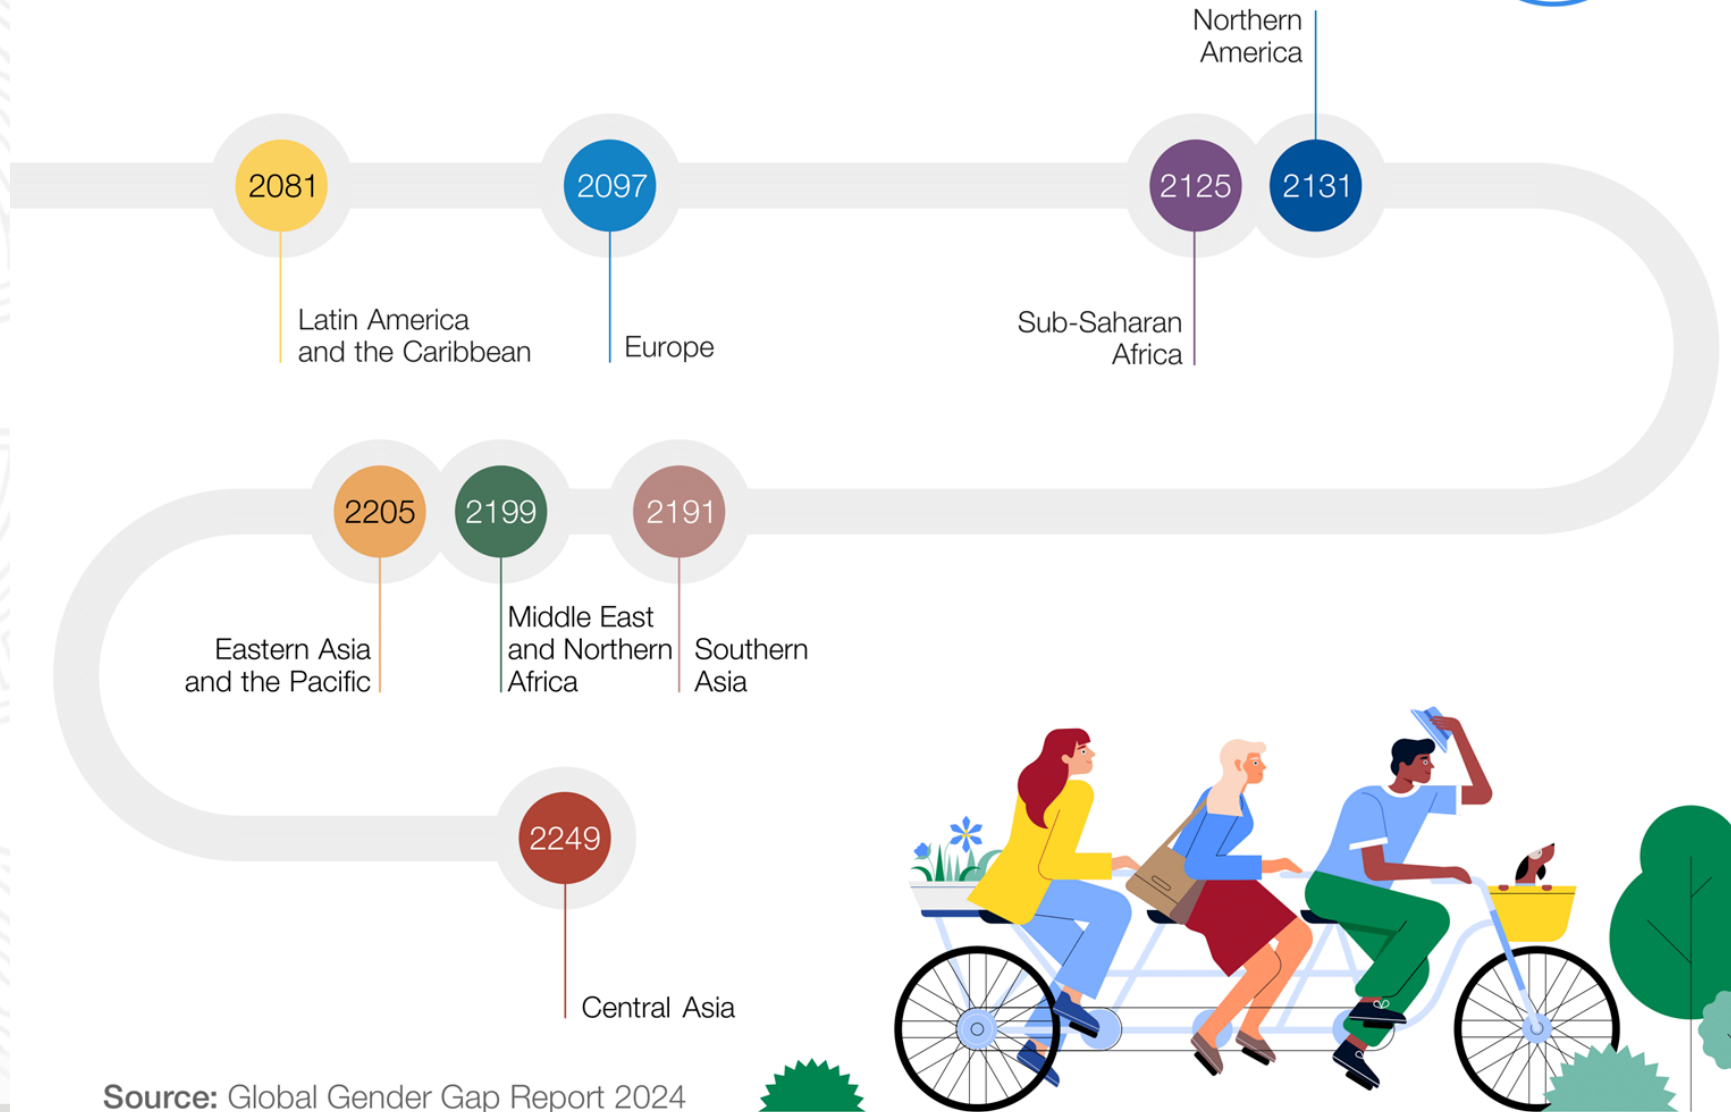 Northern
America
2081
2097
2125
2131
Latin America
and the Caribbean
Europe
Sub-Saharan
Africa
2205
2199
2191
Eastern Asia
and the Pacific
Middle East
and Northern
Africa
Southern
Asia
2249
Central Asia
Source: Global Gender Gap Report 2024